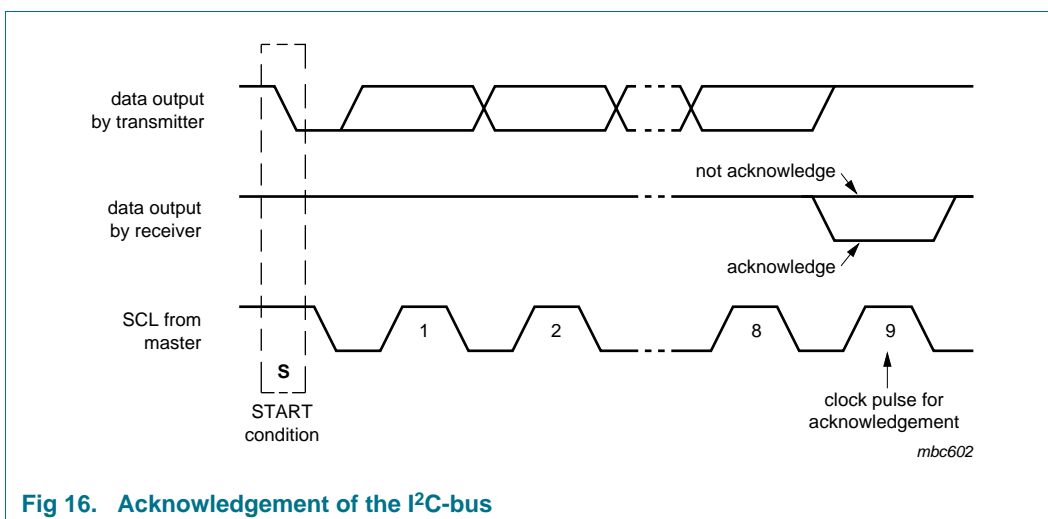 data output
by transmitter
not acknowledge
data output
by receiver
acknowledge
SCL from
master
1
2
8
9
S
START
condition
clock pulse for
acknowledgement
mbc602
Fig 16. Acknowledgement of the I²C-bus